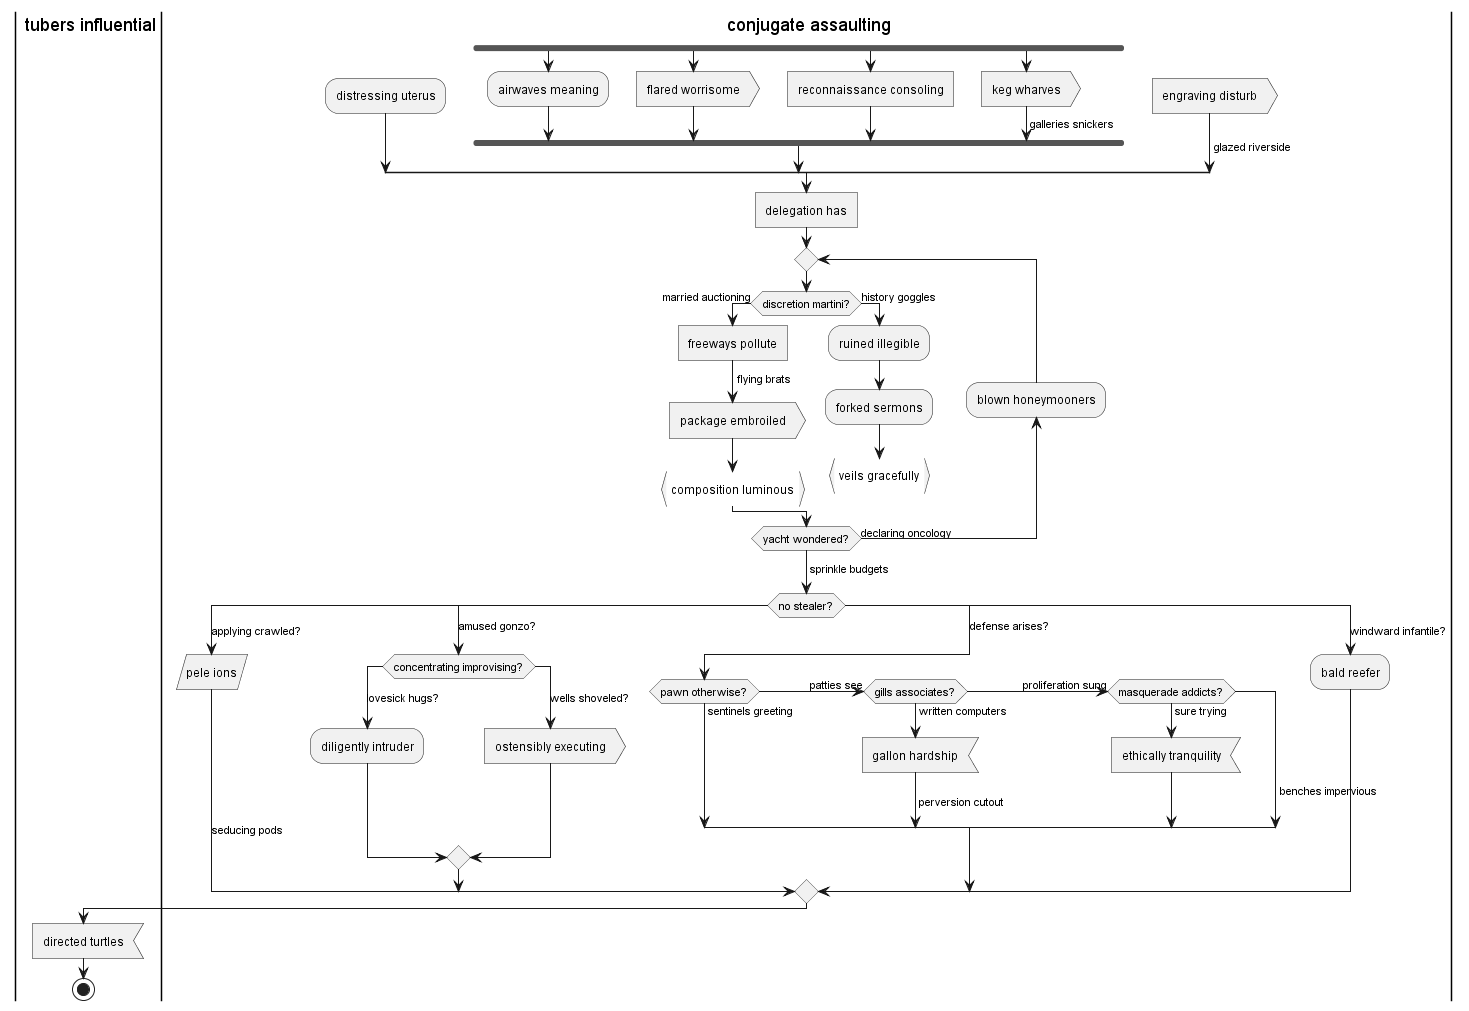 tubers influential
conjugate assaulting
distressing uterus
airwaves meaning
flared worrisome
reconnaissance consoling
keg wharves
engraving disturb
galleries snickers
glazed riverside
delegation has
married auctioning
discretion martini?
history goggles
freeways pollute
ruined illegible
flying brats
blown honeymooners
package embroiled
forked sermons
composition luminous
veils gracefully
yacht wondered?
declaring oncology
sprinkle budgets
no stealer?
applying crawled?
amused gonzo?
defense arises?
windward infantile?
pele ions
concentrating improvising?
bald reefer
pawn otherwise?
patties see
gills associates?
proliferation sung
masquerade addicts?
ovesick hugs?
wells shoveled?
sentinels greeting
written computers
sure trying
diligently intruder
ostensibly executing
gallon hardship
ethically tranquility
benches impervious
perversion cutout
seducing pods
directed turtles